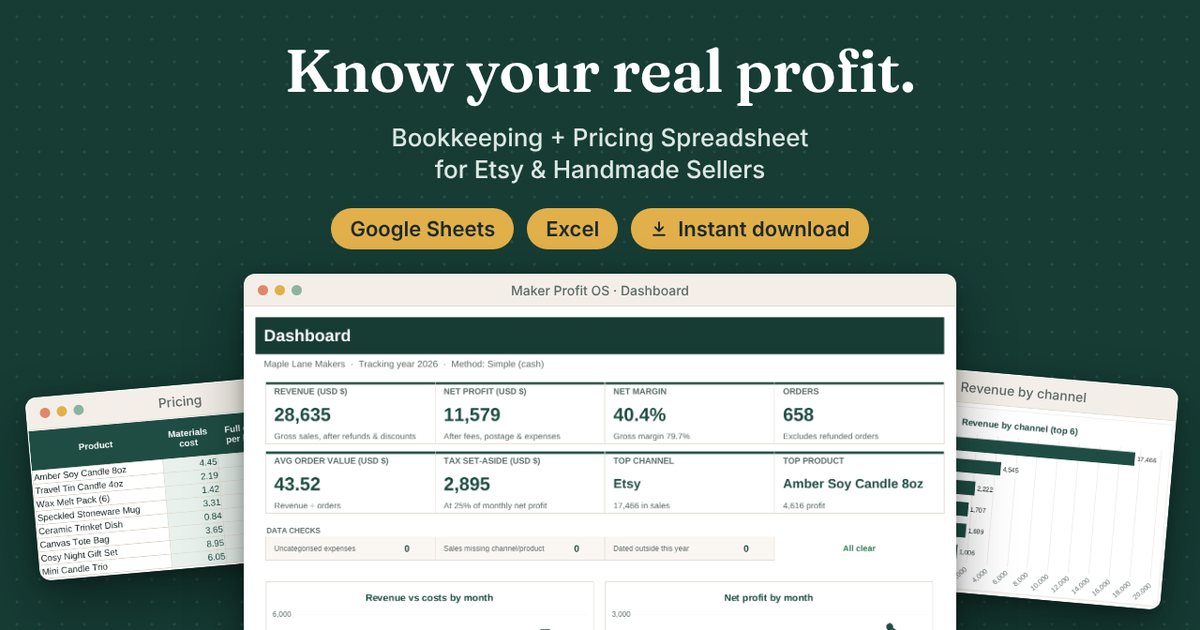 Know your real profit.
Bookkeeping + Pricing Spreadsheet
for Etsy & Handmade Sellers
Google Sheets
Excel
Instant download
Maker Profit OS · Dashboard
Dashboard
Maple Lane Makers · Tracking year 2026 · Method: Simple (cash)
REVENUE (USD $)
28,635
Gross sales, after refunds & discounts
NET PROFIT (USD $)
11,579
After fees, postage & expenses
NET MARGIN
40.4%
Gross margin 79.7%
ORDERS
658
Excludes refunded orders
AVG ORDER VALUE (USD $)
43.52
Revenue ÷ orders
TAX SET-ASIDE (USD $)
2,895
At 25% of monthly net profit
TOP CHANNEL
Etsy
17,466 in sales
TOP PRODUCT
Amber Soy Candle 8oz
4,616 profit
DATA CHECKS
Uncategorised expenses 0
Sales missing channel/product 0
Dated outside this year 0
All clear
Revenue vs costs by month
6,000
Net profit by month
3,000
Pricing
Product
Materials
cost
Full
per
Amber Soy Candle 8oz 4.45
Travel Tin Candle 4oz 2.19
Wax Melt Pack (6) 1.42
Speckled Stoneware Mug 3.31
Ceramic Trinket Dish 0.84
Canvas Tote Bag 3.65
Cosy Night Gift Set 8.95
Mini Candle Trio 6.05
Revenue by channel
Revenue by channel (top 6)
17,466
4,545
2,222
1,707
1,689
1,006
4,000
6,000
8,000
10,000
12,000
14,000
16,000
18,000
20,000